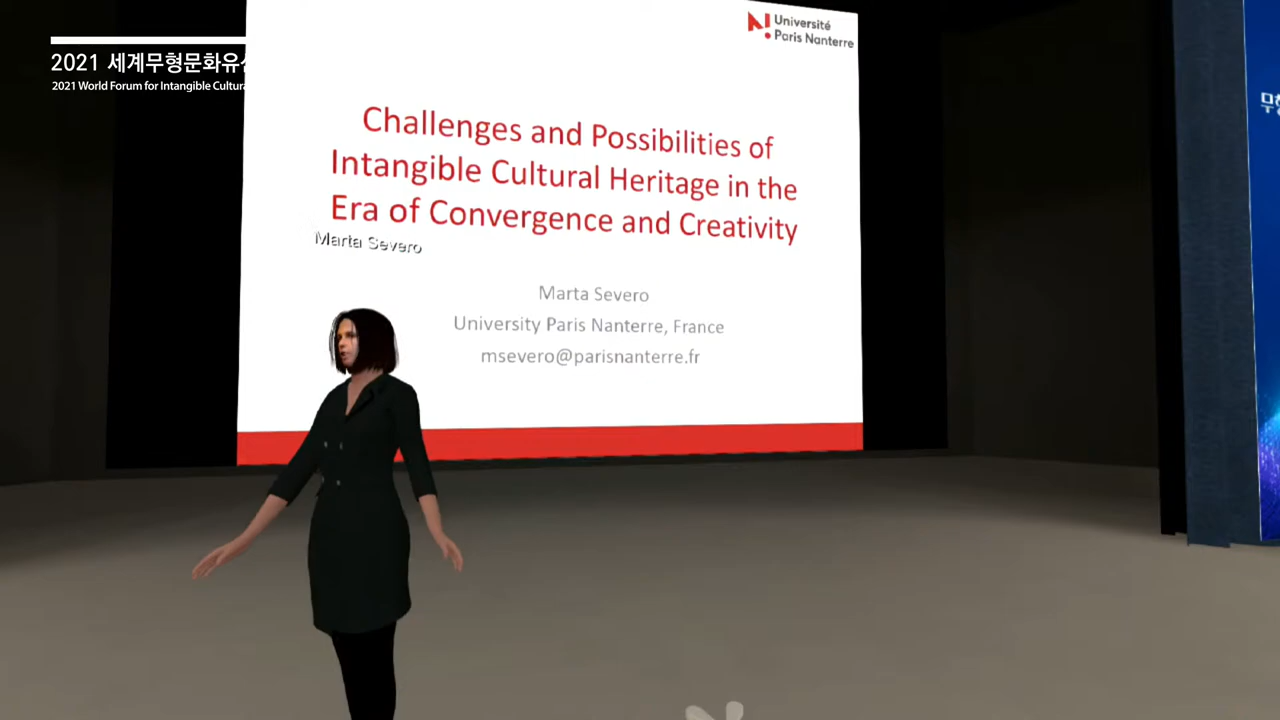 2021 세계무형문화유산
2021 World Forum for Intangible Cultura
Université
Paris Nanterre
Challenges and Possibilities of
Intangible Cultural Heritage in the
Era of Convergence and Creativity
Marta Severo
Marta Severo
University Paris Nanterre, France
msevero@parisnanterre.fr